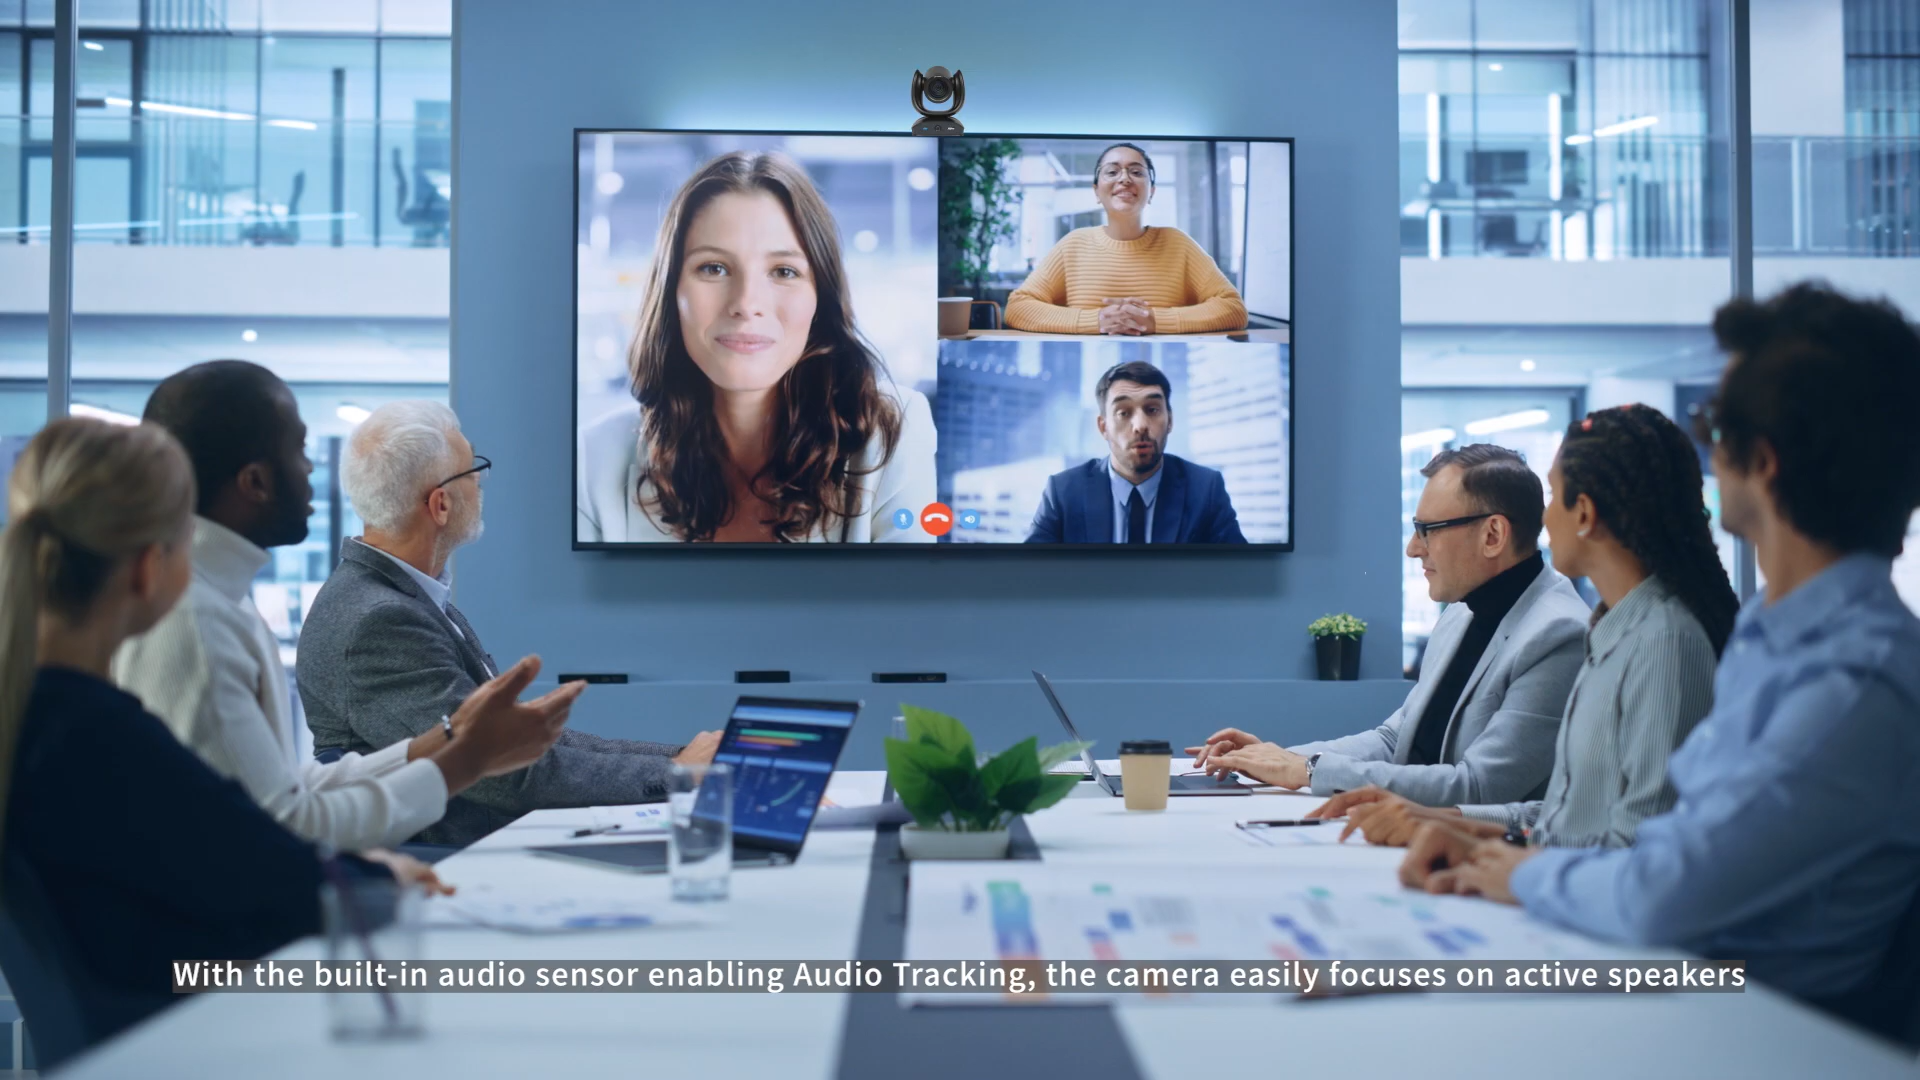 With the built-in audio sensor enabling Audio Tracking, the camera easily focuses on active speakers